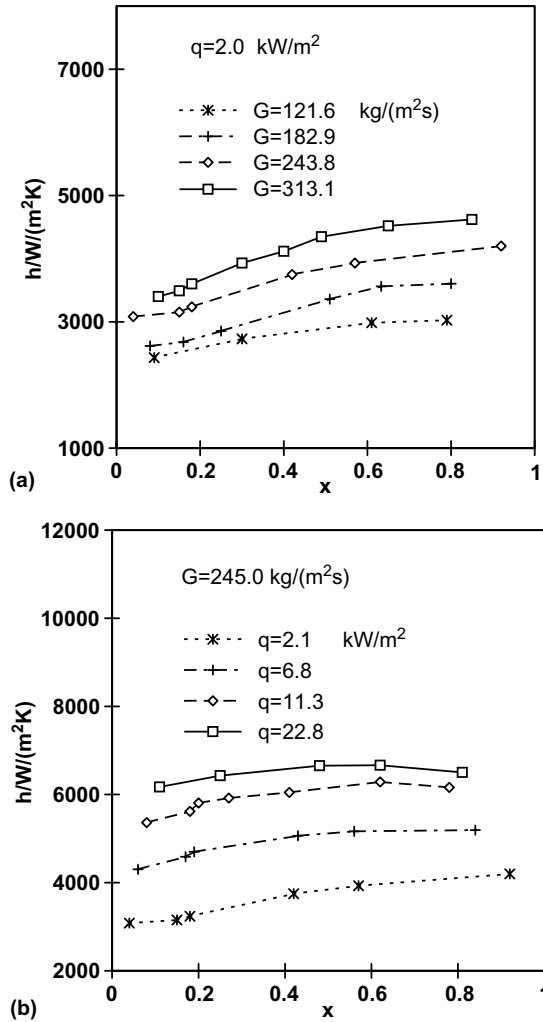 7000
5000
3000
1000
h/W/(m²K)
q=2.0 kW/m²
G=121.6 kg/(m²s)
G=182.9
G=243.8
G=313.1
0 0.2 0.4 0.6 0.8 1
x
(a)
12000
10000
8000
6000
4000
2000
h/W/(m²K)
G=245.0 kg/(m²s)
q=2.1 kW/m²
q=6.8
q=11.3
q=22.8
0 0.2 0.4 0.6 0.8 1
x
(b)